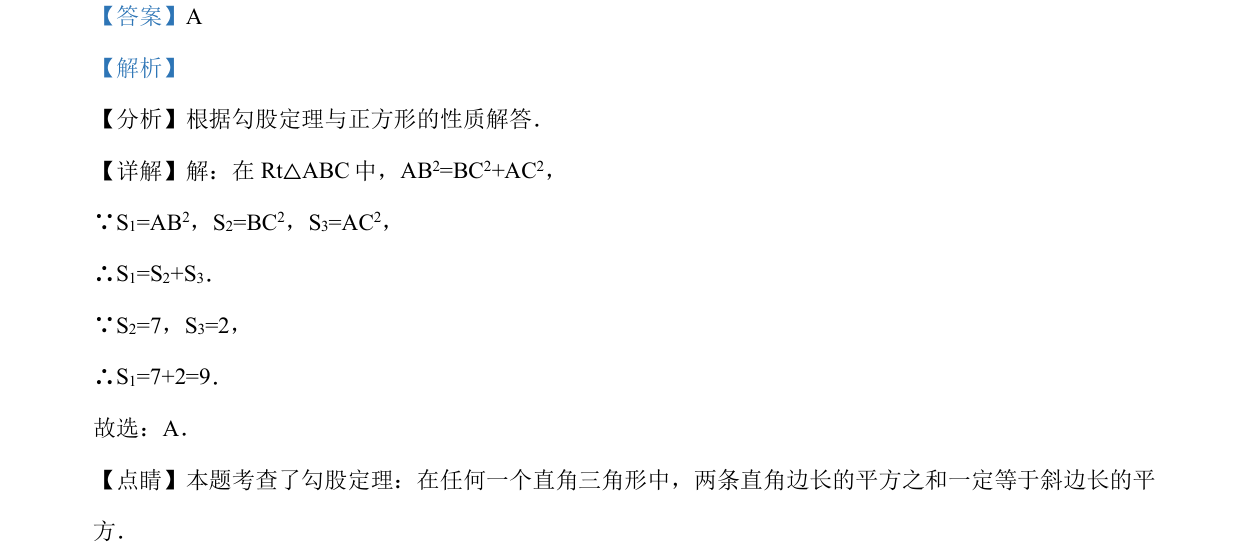 【答案】A
【解析】
【分析】根据勾股定理与正方形的性质解答．
【详解】解：在 Rt△ABC 中，AB²=BC²+AC²，
∵S₁=AB²，S₂=BC²，S₃=AC²，
∴S₁=S₂+S₃．
∵S₂=7，S₃=2，
∴S₁=7+2=9．
故选：A．
【点睛】本题考查了勾股定理：在任何一个直角三角形中，两条直角边长的平方之和一定等于斜边长的平
方．